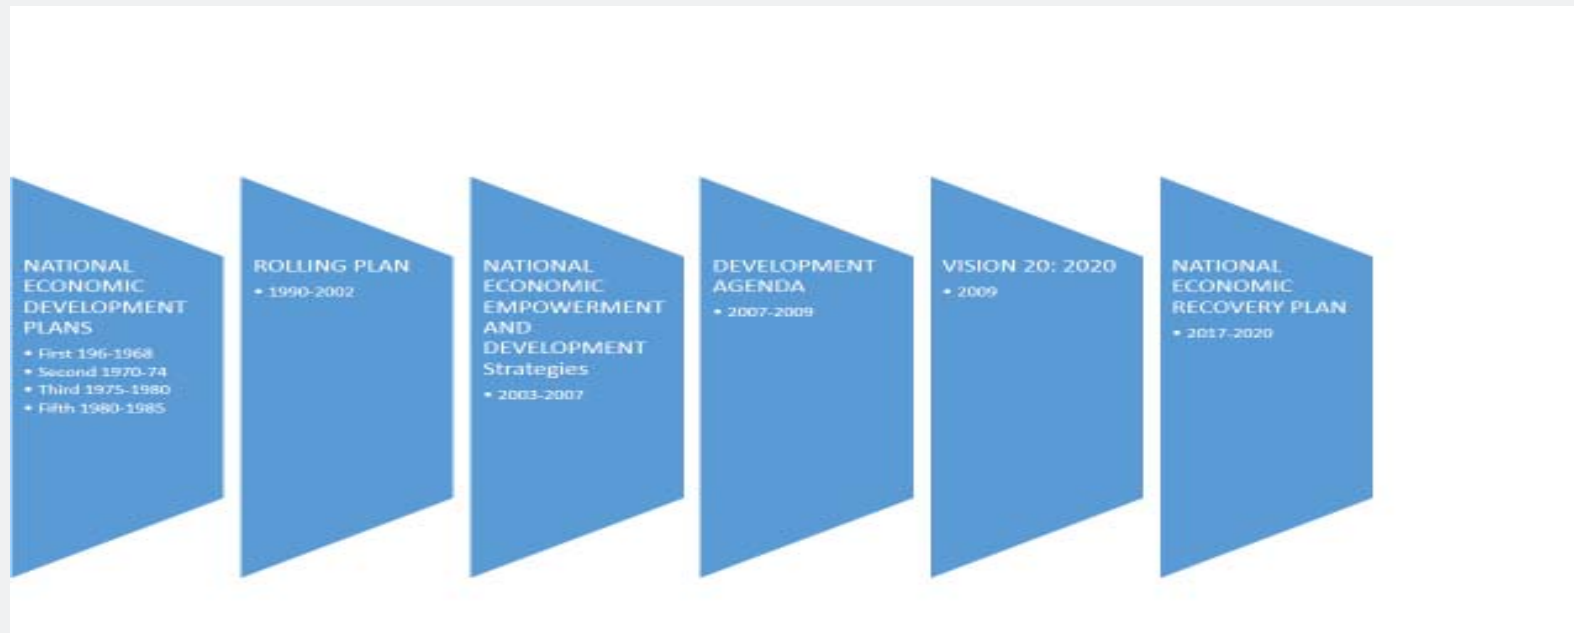 NATIONAL
ECONOMIC
DEVELOPMENT
PLANS
• First 196-1968
• Second 1970-74
• Third 1975-1980
• Fifth 1980-1985
ROLLING PLAN
• 1990-2002
NATIONAL
ECONOMIC
EMPOWERMENT
AND
DEVELOPMENT
Strategies
• 2003-2007
DEVELOPMENT
AGENDA
• 2007-2009
VISION 20: 2020
• 2009
NATIONAL
ECONOMIC
RECOVERY PLAN
• 2017-2020